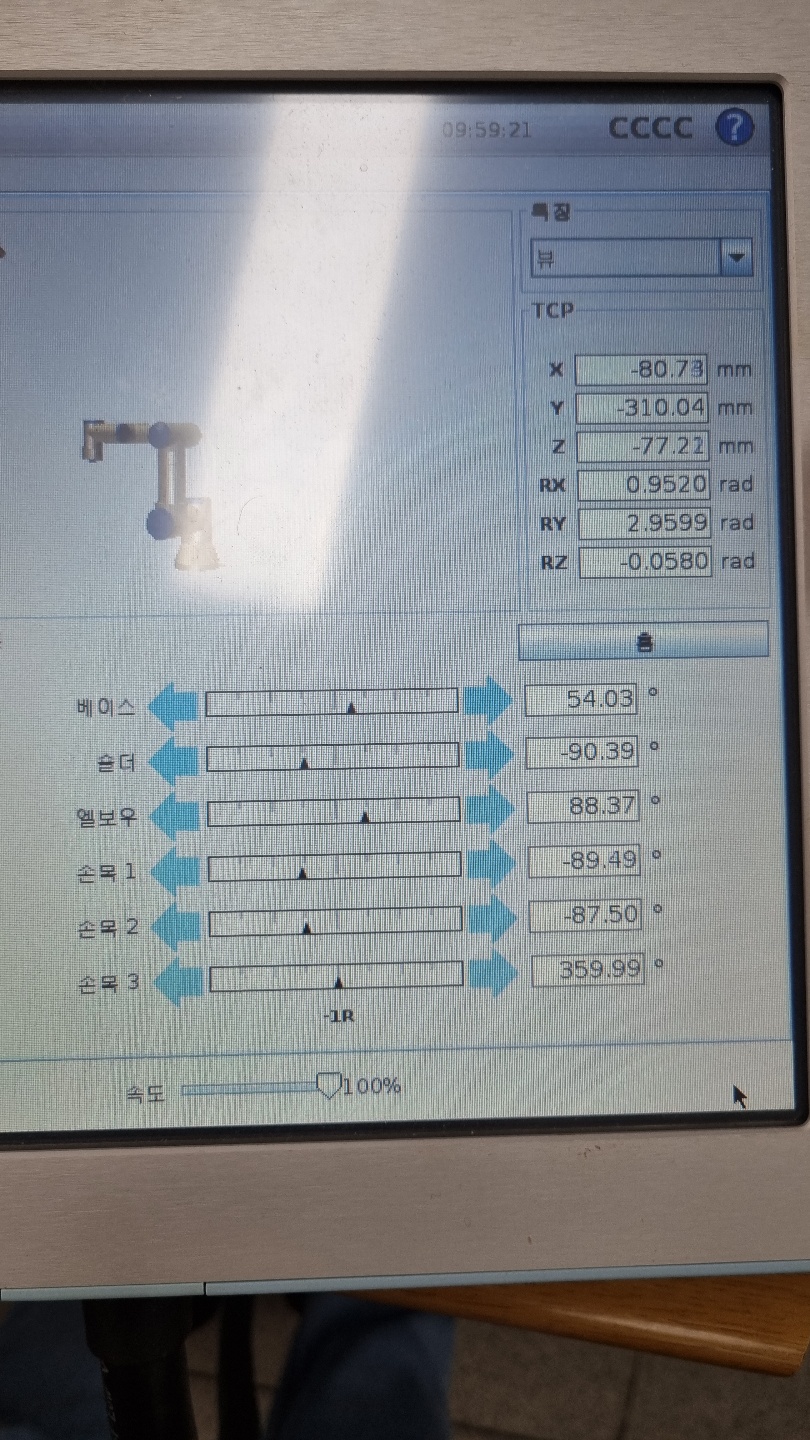 09:59:21 CCCC ?
특징
뷰
TCP
X -80.73 mm
Y -310.04 mm
Z -77.21 mm
RX 0.9520 rad
RY 2.9599 rad
RZ -0.0580 rad
홈
베이스 54.03 °
숄더 -90.39 °
엘보우 88.37 °
손목 1 -89.49 °
손목 2 -87.50 °
손목 3 359.99 °
-1R
속도 100%